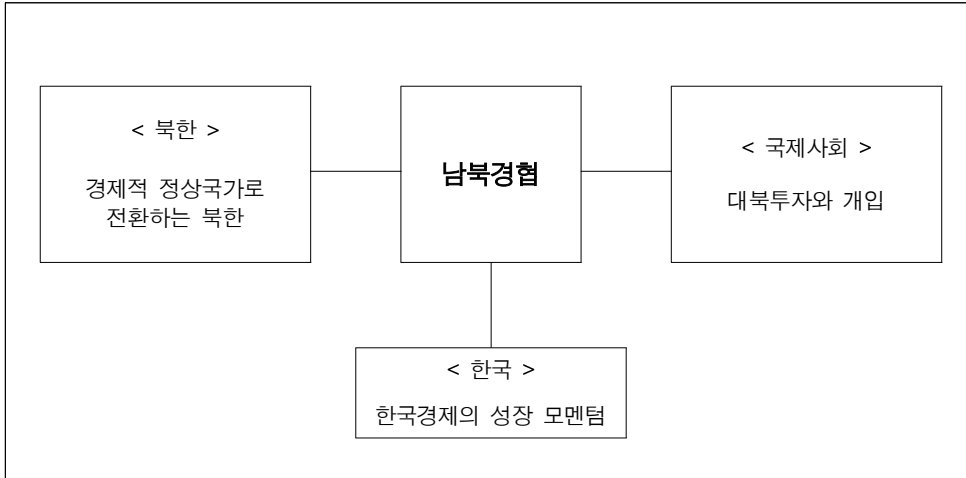 < 북한 >
경제적 정상국가로
전환하는 북한
남북경협
< 국제사회 >
대북투자와 개입
< 한국 >
한국경제의 성장 모멘텀